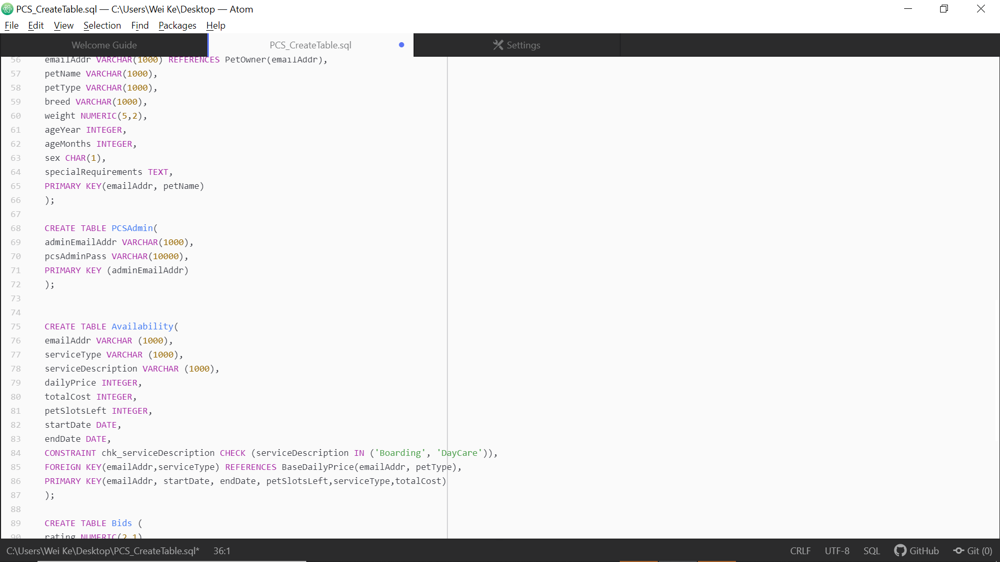 PCS_CreateTable.sql — C:\Users\Wei Ke\Desktop — Atom
File Edit View Selection Find Packages Help
Welcome Guide PCS_CreateTable.sql Settings
56 emailAddr VARCHAR(1000) REFERENCES PetOwner(emailAddr),
57 petName VARCHAR(1000),
58 petType VARCHAR(1000),
59 breed VARCHAR(1000),
60 weight NUMERIC(5,2),
61 ageYear INTEGER,
62 ageMonths INTEGER,
63 sex CHAR(1),
64 specialRequirements TEXT,
65 PRIMARY KEY(emailAddr, petName)
66 );
67
68 CREATE TABLE PCSAdmin(
69 adminEmailAddr VARCHAR(1000),
70 pcsAdminPass VARCHAR(10000),
71 PRIMARY KEY (adminEmailAddr)
72 );
73
74
75 CREATE TABLE Availability(
76 emailAddr VARCHAR (1000),
77 serviceType VARCHAR (1000),
78 serviceDescription VARCHAR (1000),
79 dailyPrice INTEGER,
80 totalCost INTEGER,
81 petSlotsLeft INTEGER,
82 startDate DATE,
83 endDate DATE,
84 CONSTRAINT chk_serviceDescription CHECK (serviceDescription IN ('Boarding', 'DayCare')),
85 FOREIGN KEY(emailAddr,serviceType) REFERENCES BaseDailyPrice(emailAddr, petType),
86 PRIMARY KEY(emailAddr, startDate, endDate, petSlotsLeft,serviceType,totalCost)
87 );
88
89 CREATE TABLE Bids (
90 rating NUMERIC(2,1)
C:\Users\Wei Ke\Desktop\PCS_CreateTable.sql* 36:1 CRLF UTF-8 SQL GitHub Git (0)